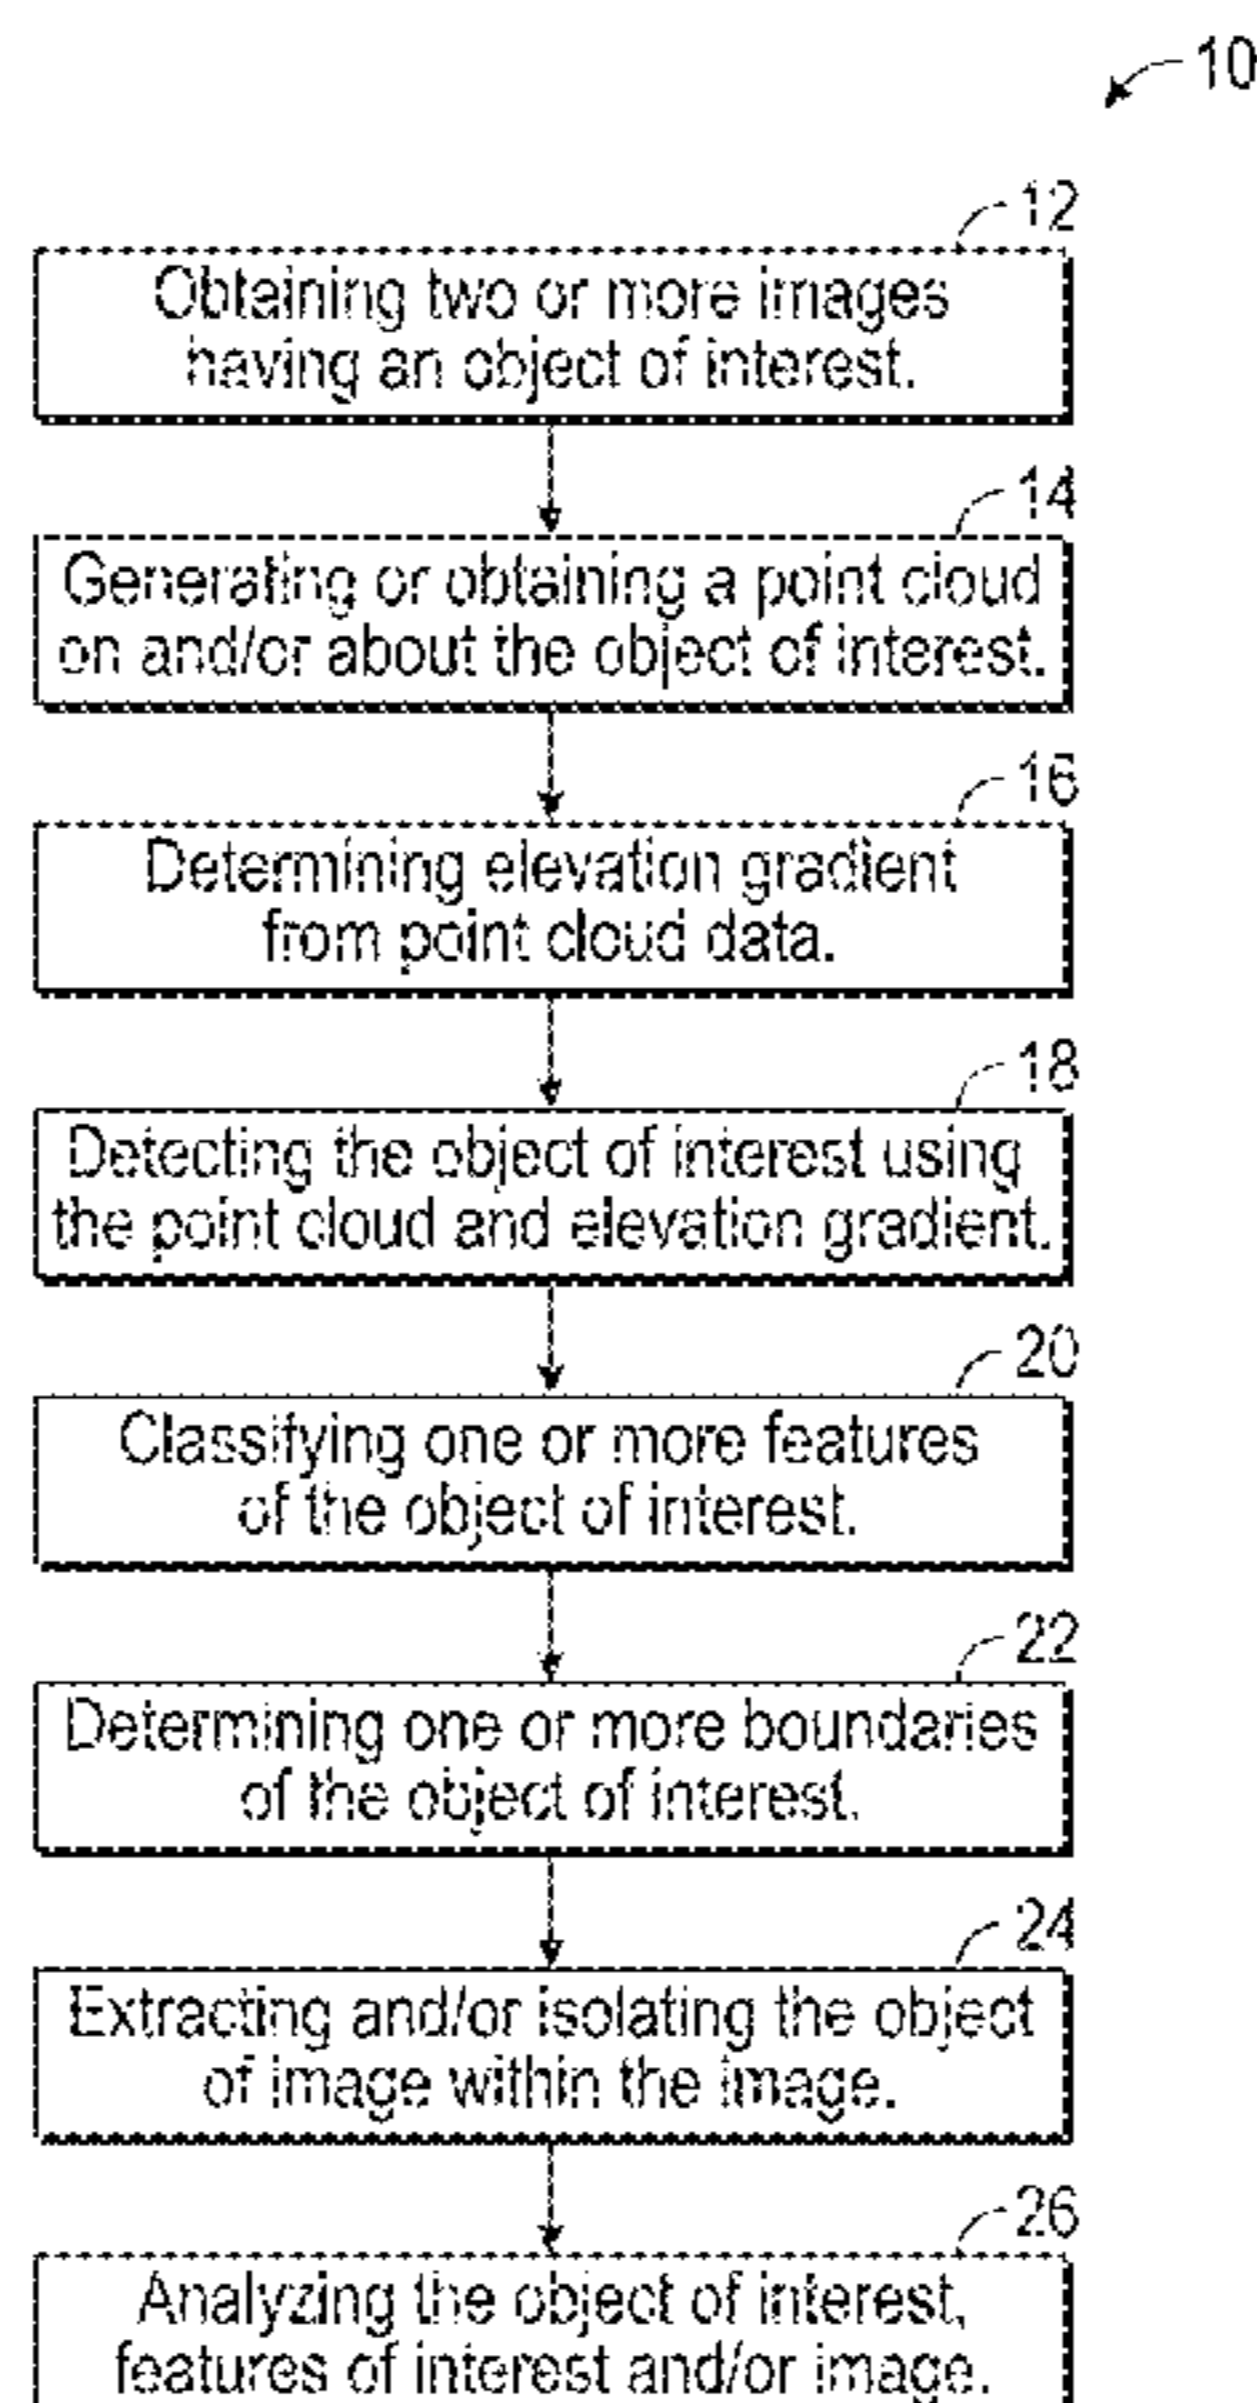 10
12
Obtaining two or more images
having an object of interest.
14
Generating or obtaining a point cloud
on and/or about the object of interest.
16
Determining elevation gradient
from point cloud data.
18
Detecting the object of interest using
the point cloud and elevation gradient.
20
Classifying one or more features
of the object of interest.
22
Determining one or more boundaries
of the object of interest.
24
Extracting and/or isolating the object
of image within the image.
26
Analyzing the object of interest,
features of interest and/or image.